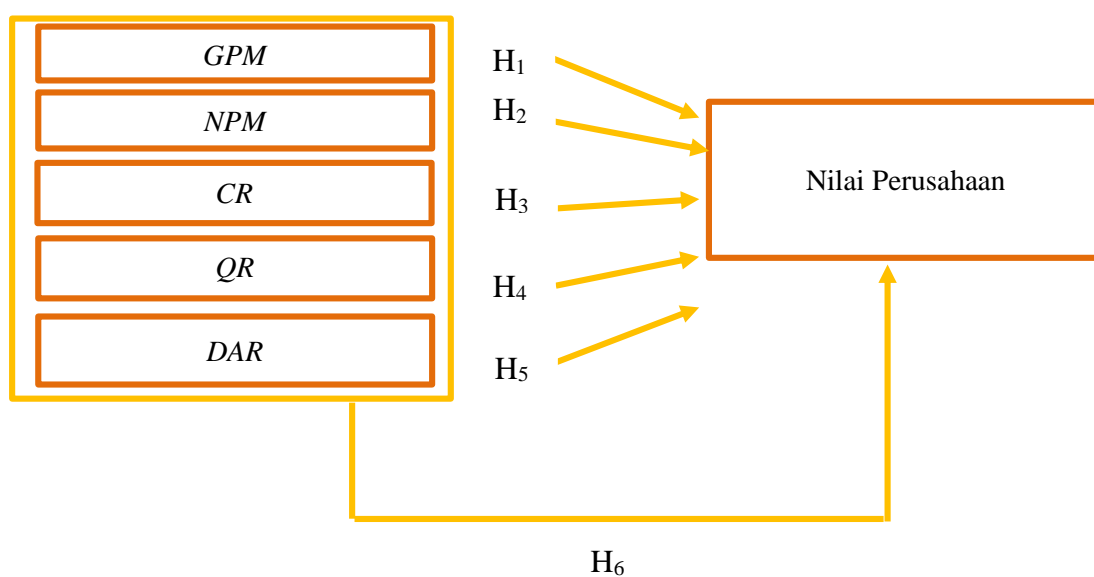 GPM
NPM
CR
QR
DAR
H₁
H₂
H₃
H₄
H₅
Nilai Perusahaan
H₆